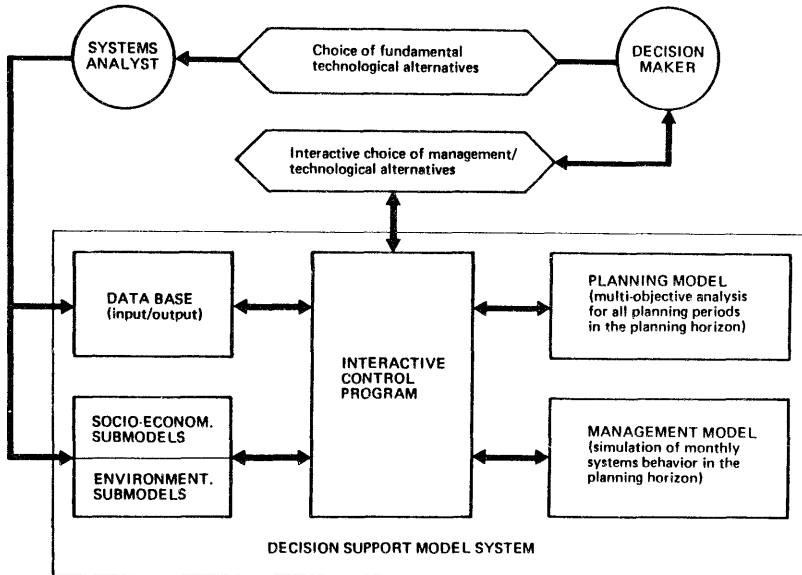 SYSTEMS
ANALYST
Choice of fundamental
technological alternatives
DECISION
MAKER
Interactive choice of management/
technological alternatives
DATA BASE
(input/output)
SOCIO-ECONOM.
SUBMODELS
ENVIRONMENT.
SUBMODELS
INTERACTIVE
CONTROL
PROGRAM
PLANNING MODEL
(multi-objective analysis
for all planning periods
in the planning horizon)
MANAGEMENT MODEL
(simulation of monthly
systems behavior in the
planning horizon)
DECISION SUPPORT MODEL SYSTEM